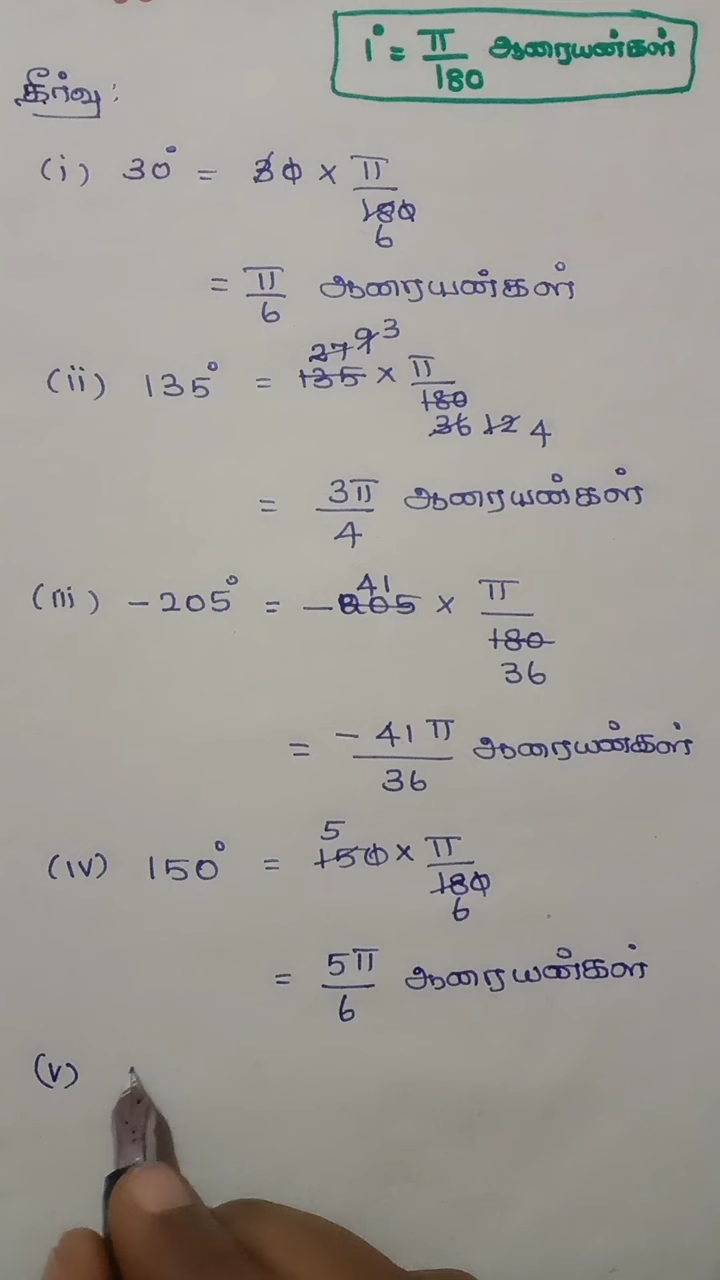 1° = π/180 ஆரையன்கள்
தீர்வு :
(i) 30° = 30 × π/180
6
= π/6 ஆரையன்கள்
27 9 3
(ii) 135° = 135 × π/180
36 12 4
= 3π/4 ஆரையன்கள்
41
(iii) -205° = -205 × π/180
36
= -41π/36 ஆரையன்கள்
5
(iv) 150° = 150 × π/180
6
= 5π/6 ஆரையன்கள்
(v)